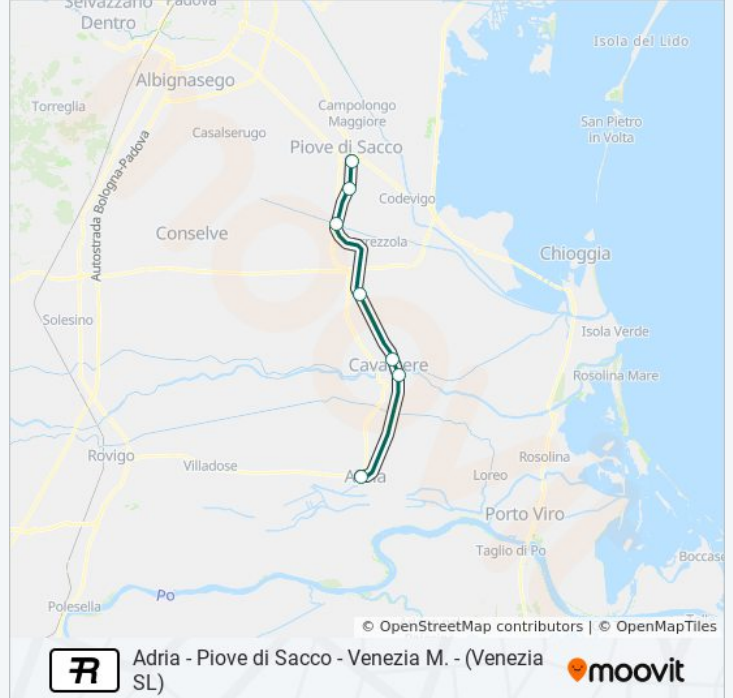 Selvazzano
Dentro
Padova
Isola del Lido
Albignasego
Torreglia
Campolongo
Maggiore
San Pietro
in Volta
Casalserugo
Piove di Sacco
Autostrada Bologna-Padova
Codevigo
Conselve
rezzola
Chioggia
Solesino
Isola Verde
Cavarzere
Rosolina Mare
Rovigo
Villadose
Adria
Rosolina
Loreo
Porto Viro
Taglio di Po
Boccase
Po
Polesella
© OpenStreetMap contributors | © OpenMapTiles
R
Adria - Piove di Sacco - Venezia M. - (Venezia
SL)
moovit